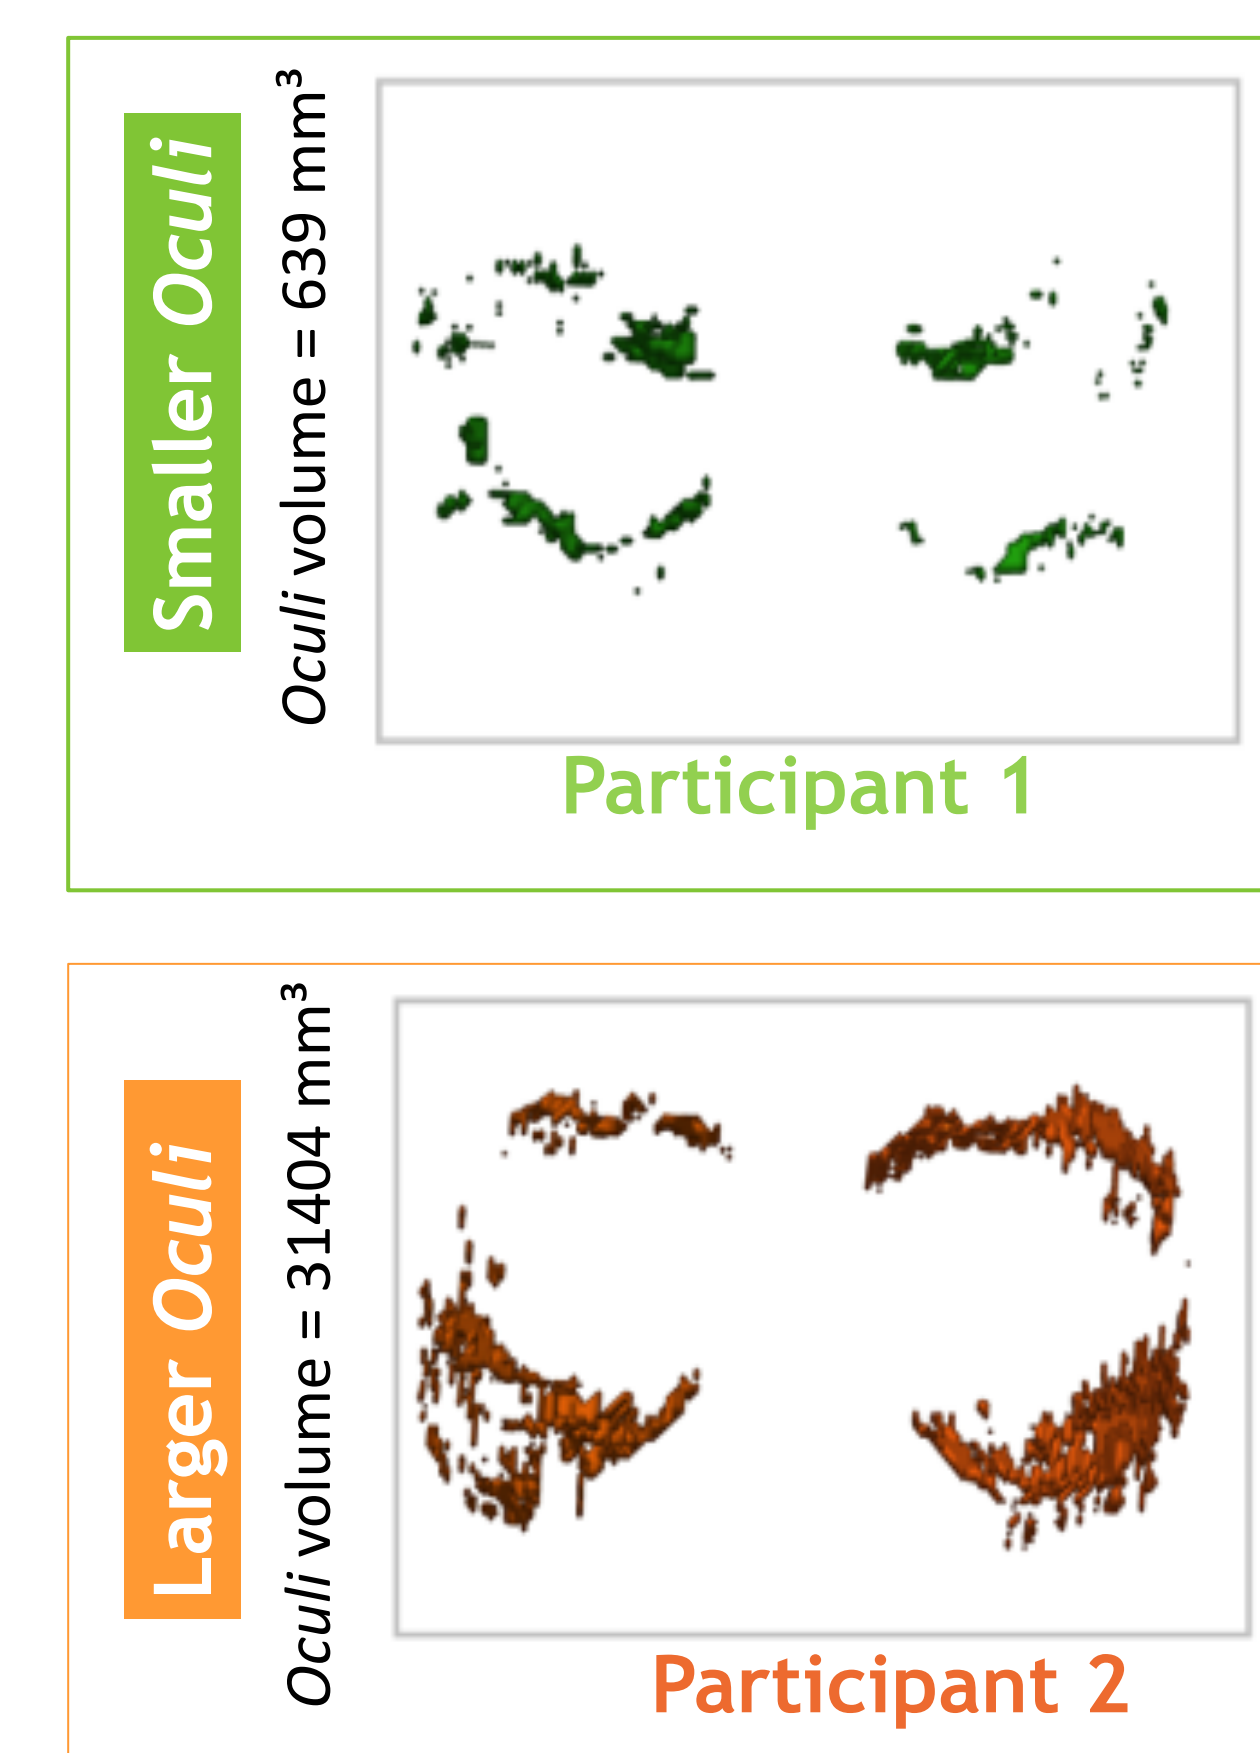 Smaller Oculi
Oculi volume = 639 mm³
Participant 1
Larger Oculi
Oculi volume = 31404 mm³
Participant 2